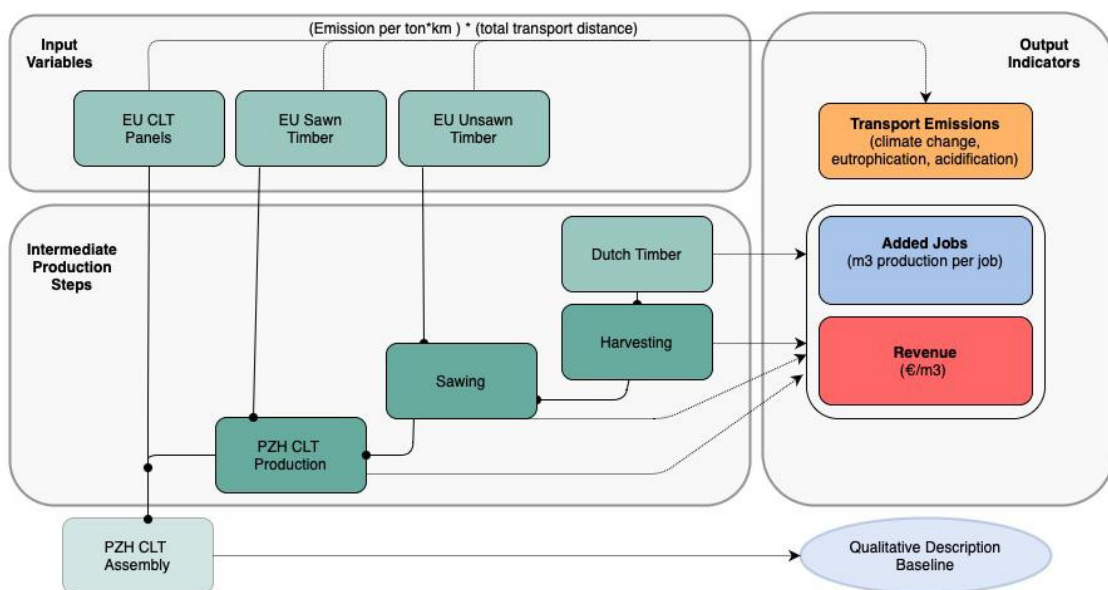 (Emission per ton*km ) * (total transport distance)
Input
Variables
Output
Indicators
EU CLT
Panels
EU Sawn
Timber
EU Unsawn
Timber
Transport Emissions
(climate change,
eutrophication, acidification)
Intermediate
Production
Steps
Dutch Timber
Added Jobs
(m3 production per job)
Harvesting
Revenue
(€/m3)
Sawing
PZH CLT
Production
PZH CLT
Assembly
Qualitative Description
Baseline